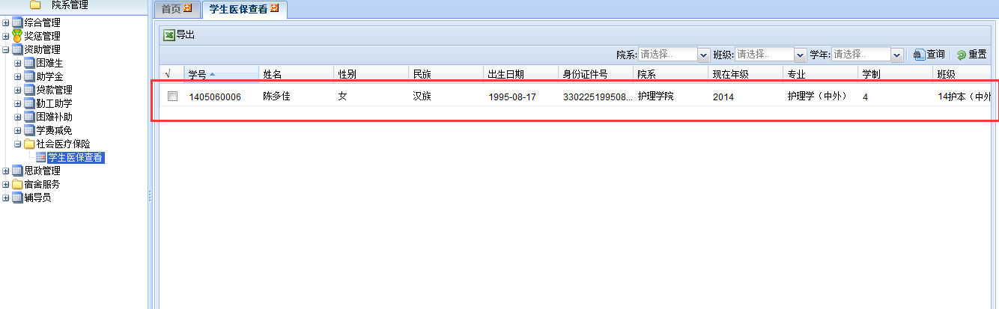 院系管理
综合管理
奖惩管理
资助管理
困难生
助学金
贷款管理
勤工助学
困难补助
学费减免
社会医疗保险
学生医保查看
思政管理
宿舍服务
辅导员
首页 学生医保查看
导出
院系: 请选择.. 班级: 请选择.. 学年: 请选择.. 查询 重置
√ 学号 姓名 性别 民族 出生日期 身份证件号 院系 现在年级 专业 学制 班级
1405060006 陈多佳 女 汉族 1995-08-17 330225199508... 护理学院 2014 护理学（中外） 4 14护本（中外